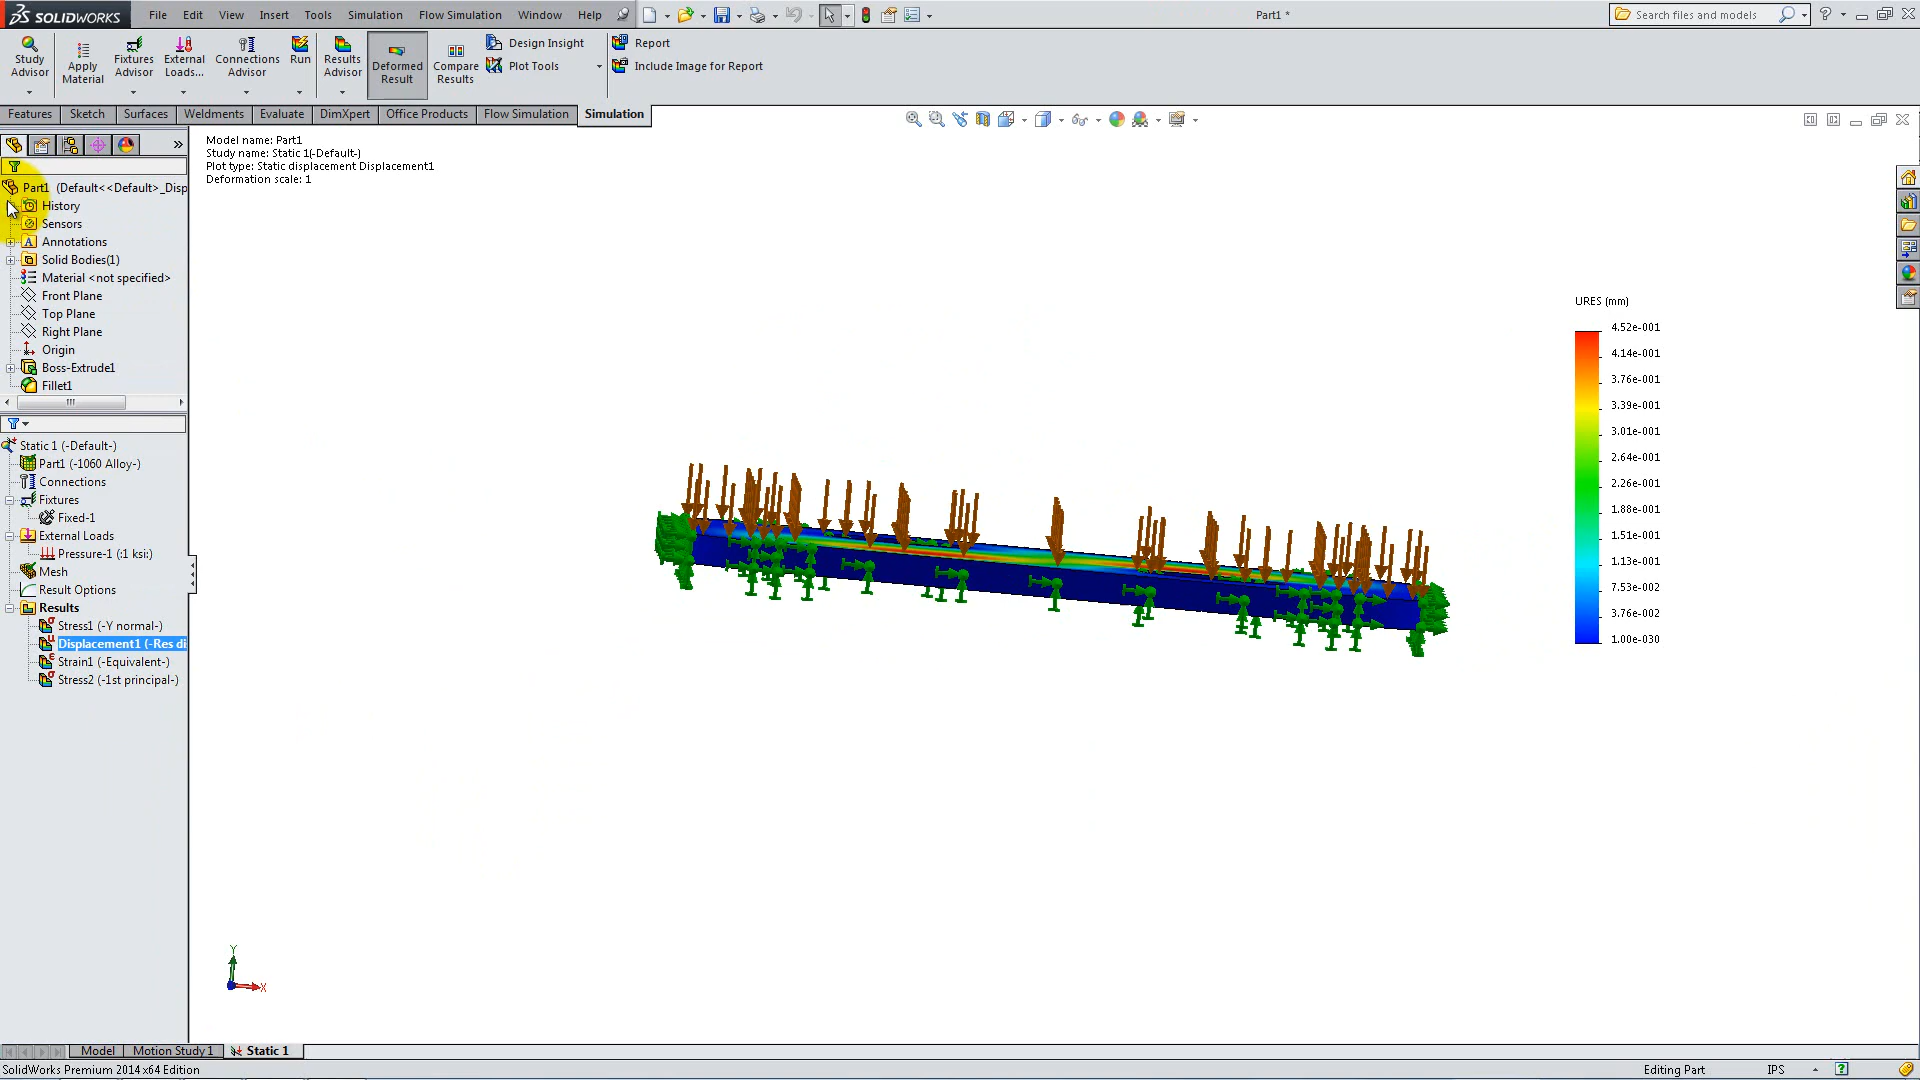 SOLIDWORKS
File Edit View Insert Tools Simulation Flow Simulation Window Help
Part1 *
Search files and models
Study Advisor
Apply Material
Fixtures Advisor
External Loads...
Connections Advisor
Run
Results Advisor
Deformed Result
Compare Results
Design Insight
Plot Tools
Report
Include Image for Report
Features Sketch Surfaces Weldments Evaluate DimXpert Office Products Flow Simulation Simulation
Model name: Part1
Study name: Static 1(-Default-)
Plot type: Static displacement Displacement1
Deformation scale: 1
Part1 (Default<<Default>_Disp
History
Sensors
Annotations
Solid Bodies(1)
Material <not specified>
Front Plane
Top Plane
Right Plane
Origin
Boss-Extrude1
Fillet1
Static 1 (-Default-)
Part1 (-1060 Alloy-)
Connections
Fixtures
Fixed-1
External Loads
Pressure-1 (:1 ksi:)
Mesh
Result Options
Results
Stress1 (-Y normal-)
Displacement1 (-Res di
Strain1 (-Equivalent-)
Stress2 (-1st principal-)
URES (mm)
4.52e-001
4.14e-001
3.76e-001
3.39e-001
3.01e-001
2.64e-001
2.26e-001
1.88e-001
1.51e-001
1.13e-001
7.53e-002
3.76e-002
1.00e-030
Y
X
Model Motion Study 1 Static 1
SolidWorks Premium 2014 x64 Edition
Editing Part
IPS